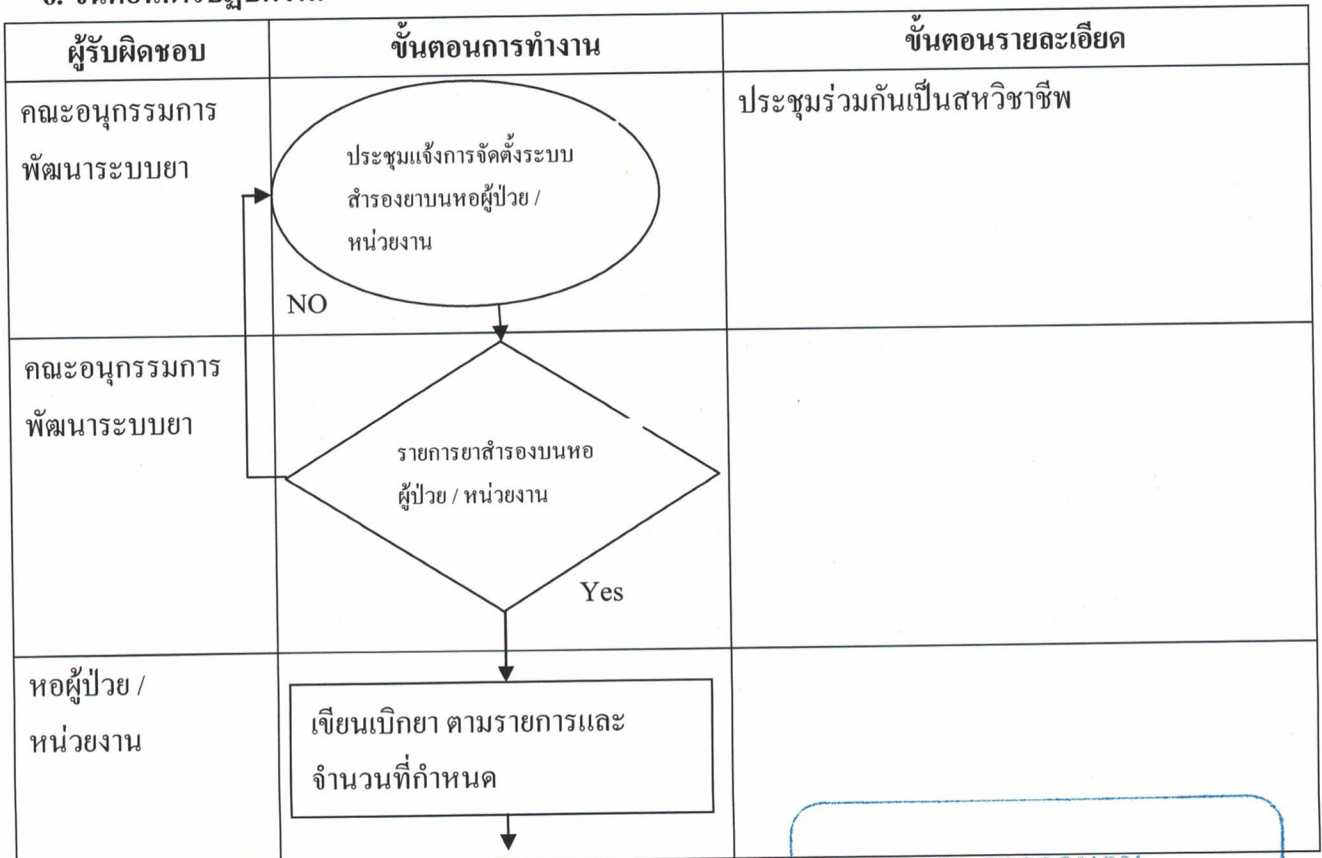 ผู้รับผิดชอบ
ขั้นตอนการทำงาน
ขั้นตอนรายละเอียด
คณะอนุกรรมการ
พัฒนาระบบยา
ประชุมแจ้งการจัดตั้งระบบ
สำรองยาบนหอผู้ป่วย /
หน่วยงาน
ประชุมร่วมกันเป็นสหวิชาชีพ
NO
คณะอนุกรรมการ
พัฒนาระบบยา
รายการยาสำรองบนหอ
ผู้ป่วย / หน่วยงาน
Yes
หอผู้ป่วย /
หน่วยงาน
เขียนเบิกยา ตามรายการและ
จำนวนที่กำหนด